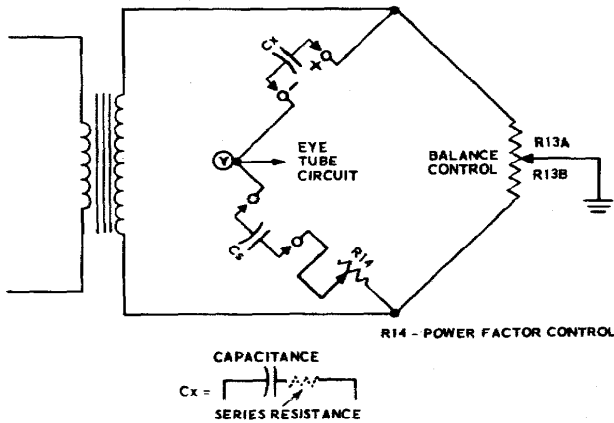 Cx
+
-
Y
EYE
TUBE
CIRCUIT
BALANCE
CONTROL
R13A
R13B
Cs
R14
R14 - POWER FACTOR CONTROL
CAPACITANCE
Cx =
SERIES RESISTANCE